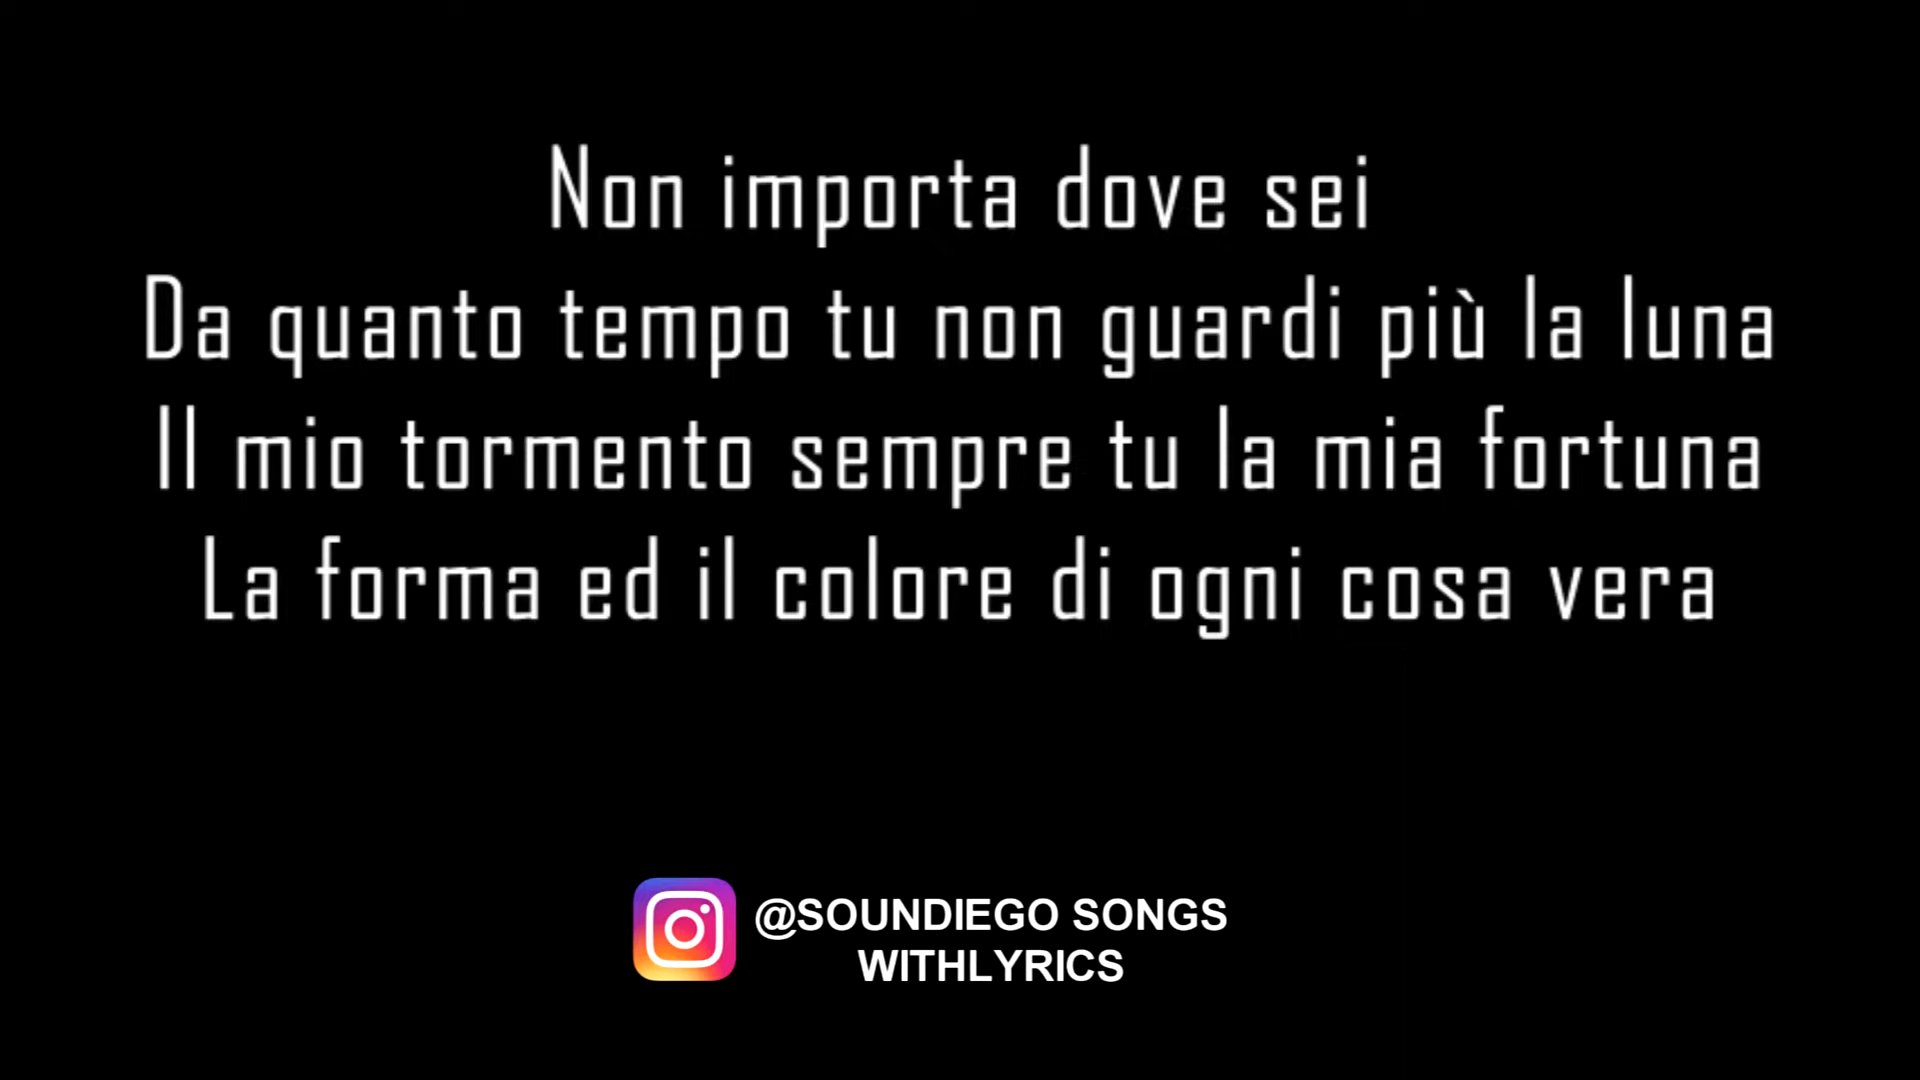 Non importa dove sei
Da quanto tempo tu non guardi più la luna
Il mio tormento sempre tu la mia fortuna
La forma ed il colore di ogni cosa vera
@SOUNDIEGO SONGS
WITHLYRICS